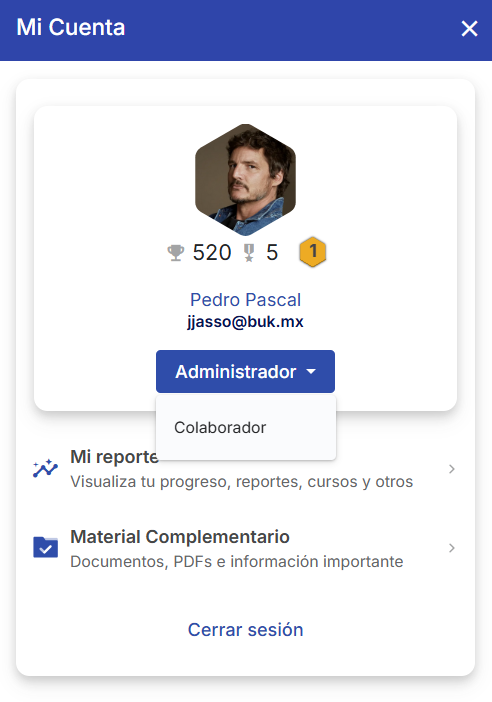 Mi Cuenta
520 5 1
Pedro Pascal
jjasso@buk.mx
Administrador
Colaborador
Mi reporte
Visualiza tu progreso, reportes, cursos y otros
Material Complementario
Documentos, PDFs e información importante
Cerrar sesión